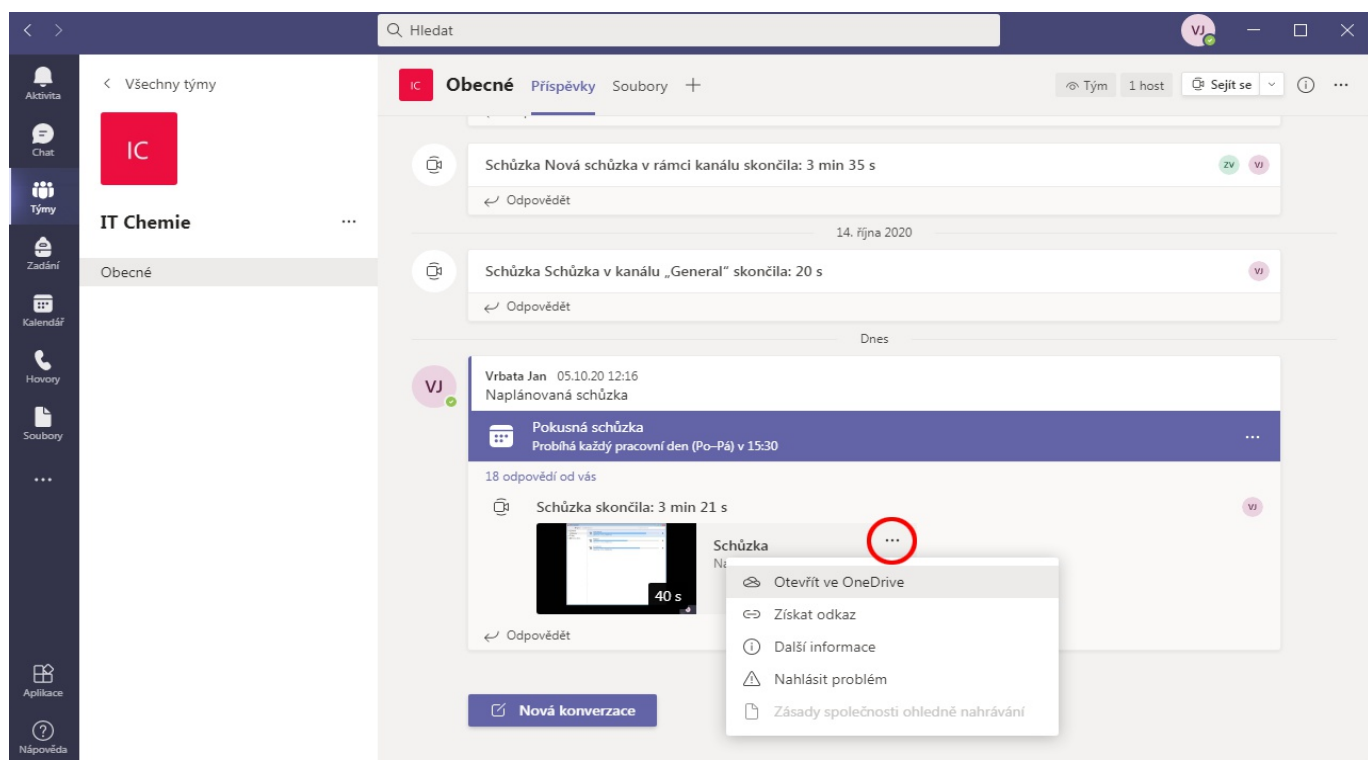 Hledat
VJ
Aktivita
Chat
Týmy
Zadání
Kalendář
Hovory
Soubory
Aplikace
Nápověda
Všechny týmy
IC
IT Chemie
Obecné
IC Obecné Příspěvky Soubory
Tým 1 host Sejít se
Schůzka Nová schůzka v rámci kanálu skončila: 3 min 35 s ZV VJ
Odpovědět
14. října 2020
Schůzka Schůzka v kanálu „General“ skončila: 20 s VJ
Odpovědět
Dnes
VJ
Vrbata Jan 05.10.20 12:16
Naplánovaná schůzka
Pokusná schůzka
Probíhá každý pracovní den (Po–Pá) v 15:30
18 odpovědí od vás
Schůzka skončila: 3 min 21 s VJ
Schůzka
40 s
Otevřít ve OneDrive
Získat odkaz
Další informace
Nahlásit problém
Zásady společnosti ohledně nahrávání
Odpovědět
Nová konverzace